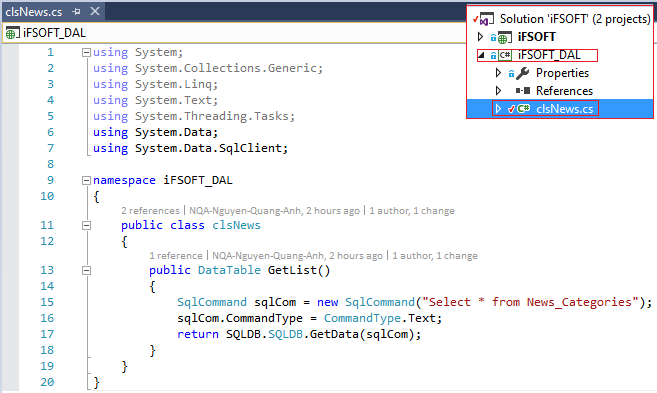 clsNews.cs
iFSOFT_DAL
Solution 'iFSOFT' (2 projects)
iFSOFT
C# iFSOFT_DAL
Properties
References
C# clsNews.cs
1 using System;
2 using System.Collections.Generic;
3 using System.Linq;
4 using System.Text;
5 using System.Threading.Tasks;
6 using System.Data;
7 using System.Data.SqlClient;
8
9 namespace iFSOFT_DAL
10 {
2 references | NQA-Nguyen-Quang-Anh, 2 hours ago | 1 author, 1 change
11 public class clsNews
12 {
1 reference | NQA-Nguyen-Quang-Anh, 2 hours ago | 1 author, 1 change
13 public DataTable GetList()
14 {
15 SqlCommand sqlCom = new SqlCommand("Select * from News_Categories");
16 sqlCom.CommandType = CommandType.Text;
17 return SQLDB.SQLDB.GetData(sqlCom);
18 }
19 }
20 }